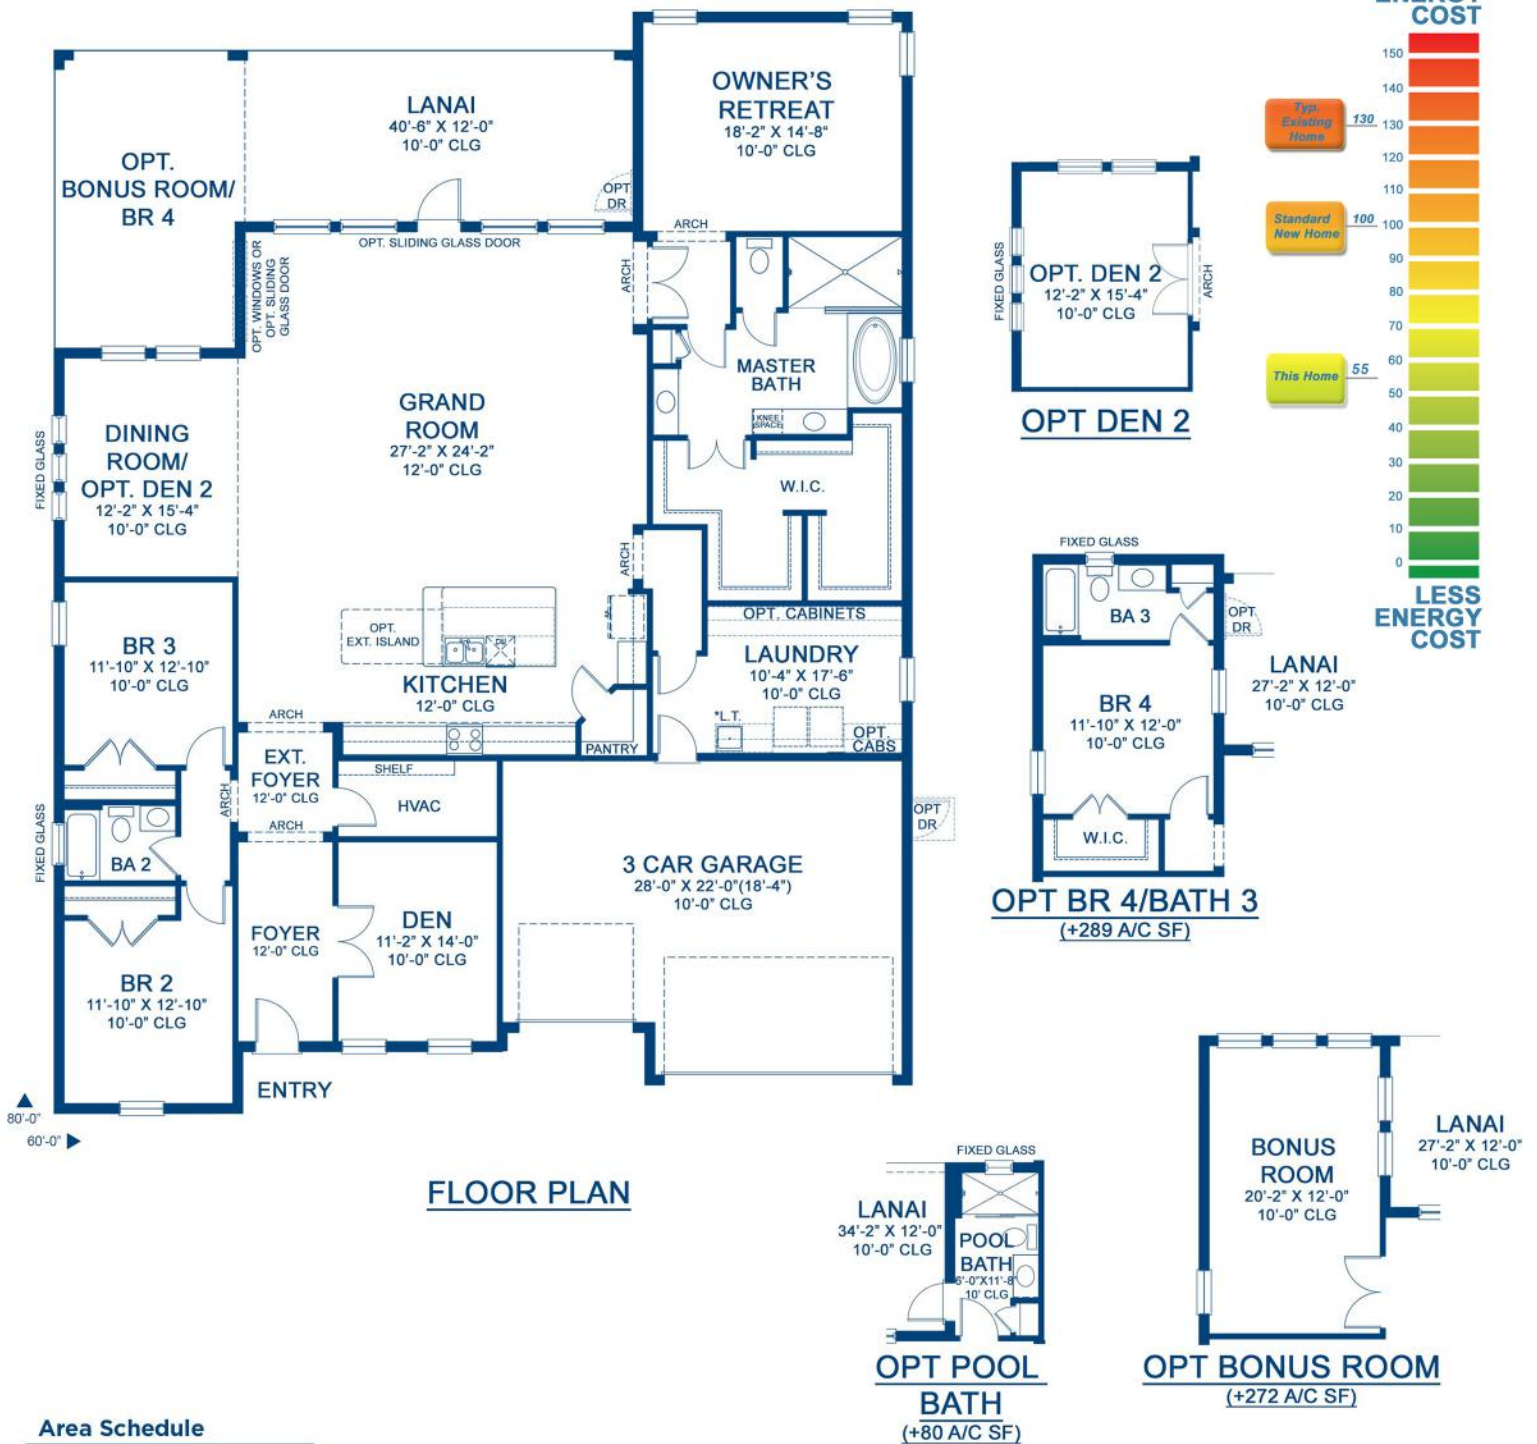 ENERGY
COST
150
140
130
120
110
100
90
80
70
60
50
40
30
20
10
0
LESS
ENERGY
COST
Typ.
Existing
Home
130
Standard
New Home
100
This Home
55
OWNER'S
RETREAT
18'-2" X 14'-8"
10'-0" CLG
LANAI
40'-6" X 12'-0"
10'-0" CLG
OPT.
BONUS ROOM/
BR 4
OPT
DR
OPT. SLIDING GLASS DOOR
OPT. WINDOWS OR
OPT. SLIDING
GLASS DOOR
ARCH
ARCH
MASTER
BATH
KNEE
SPACE
GRAND
ROOM
27'-2" X 24'-2"
12'-0" CLG
DINING
ROOM/
OPT. DEN 2
12'-2" X 15'-4"
10'-0" CLG
FIXED GLASS
W.I.C.
ARCH
OPT. CABINETS
LAUNDRY
10'-4" X 17'-6"
10'-0" CLG
*L.T.
OPT.
CABS
OPT.
EXT. ISLAND
KITCHEN
12'-0" CLG
PANTRY
BR 3
11'-10" X 12'-10"
10'-0" CLG
ARCH
EXT.
FOYER
12'-0" CLG
ARCH
ARCH
SHELF
HVAC
FIXED GLASS
BA 2
3 CAR GARAGE
28'-0" X 22'-0"(18'-4")
10'-0" CLG
OPT
DR
FOYER
12'-0" CLG
DEN
11'-2" X 14'-0"
10'-0" CLG
BR 2
11'-10" X 12'-10"
10'-0" CLG
ENTRY
80'-0"
60'-0"
FLOOR PLAN
FIXED GLASS
OPT. DEN 2
12'-2" X 15'-4"
10'-0" CLG
ARCH
OPT DEN 2
FIXED GLASS
BA 3
OPT
DR
LANAI
27'-2" X 12'-0"
10'-0" CLG
BR 4
11'-10" X 12'-0"
10'-0" CLG
W.I.C.
OPT BR 4/BATH 3
(+289 A/C SF)
FIXED GLASS
LANAI
34'-2" X 12'-0"
10'-0" CLG
POOL
BATH
6'-0"X11'-8"
10' CLG
OPT POOL
BATH
(+80 A/C SF)
LANAI
27'-2" X 12'-0"
10'-0" CLG
BONUS
ROOM
20'-2" X 12'-0"
10'-0" CLG
OPT BONUS ROOM
(+272 A/C SF)
Area Schedule